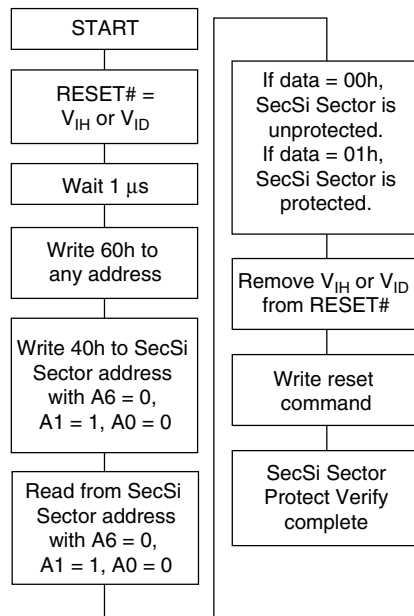 START
RESET# =
V_IH or V_ID
Wait 1 μs
Write 60h to
any address
Write 40h to SecSi
Sector address
with A6 = 0,
A1 = 1, A0 = 0
Read from SecSi
Sector address
with A6 = 0,
A1 = 1, A0 = 0
If data = 00h,
SecSi Sector is
unprotected.
If data = 01h,
SecSi Sector is
protected.
Remove V_IH or V_ID
from RESET#
Write reset
command
SecSi Sector
Protect Verify
complete